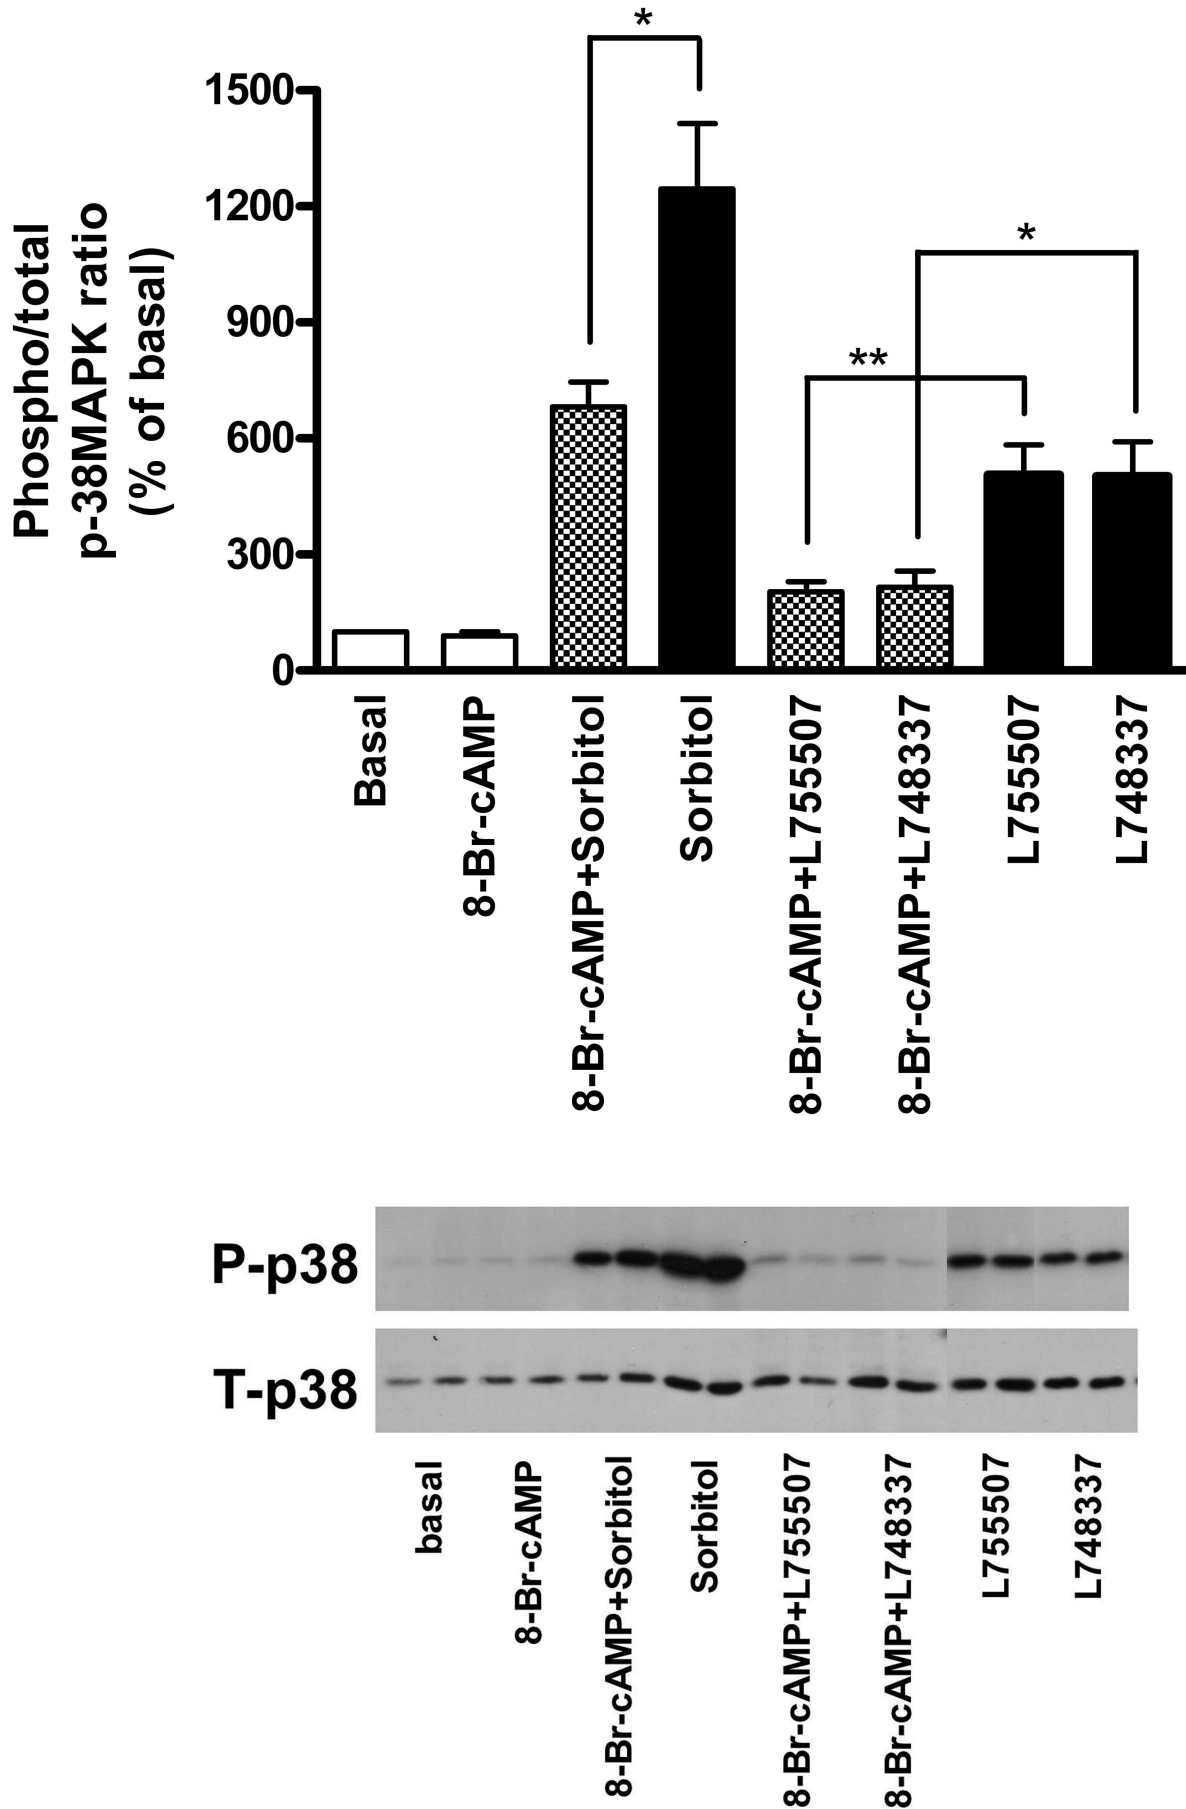 *
1500
1200
900
600
300
0
Phospho/total
p-38MAPK ratio
(% of basal)
*
**
Basal
8-Br-cAMP
8-Br-cAMP+Sorbitol
Sorbitol
8-Br-cAMP+L755507
8-Br-cAMP+L748337
L755507
L748337
P-p38
T-p38
basal
8-Br-cAMP
8-Br-cAMP+Sorbitol
Sorbitol
8-Br-cAMP+L755507
8-Br-cAMP+L748337
L755507
L748337